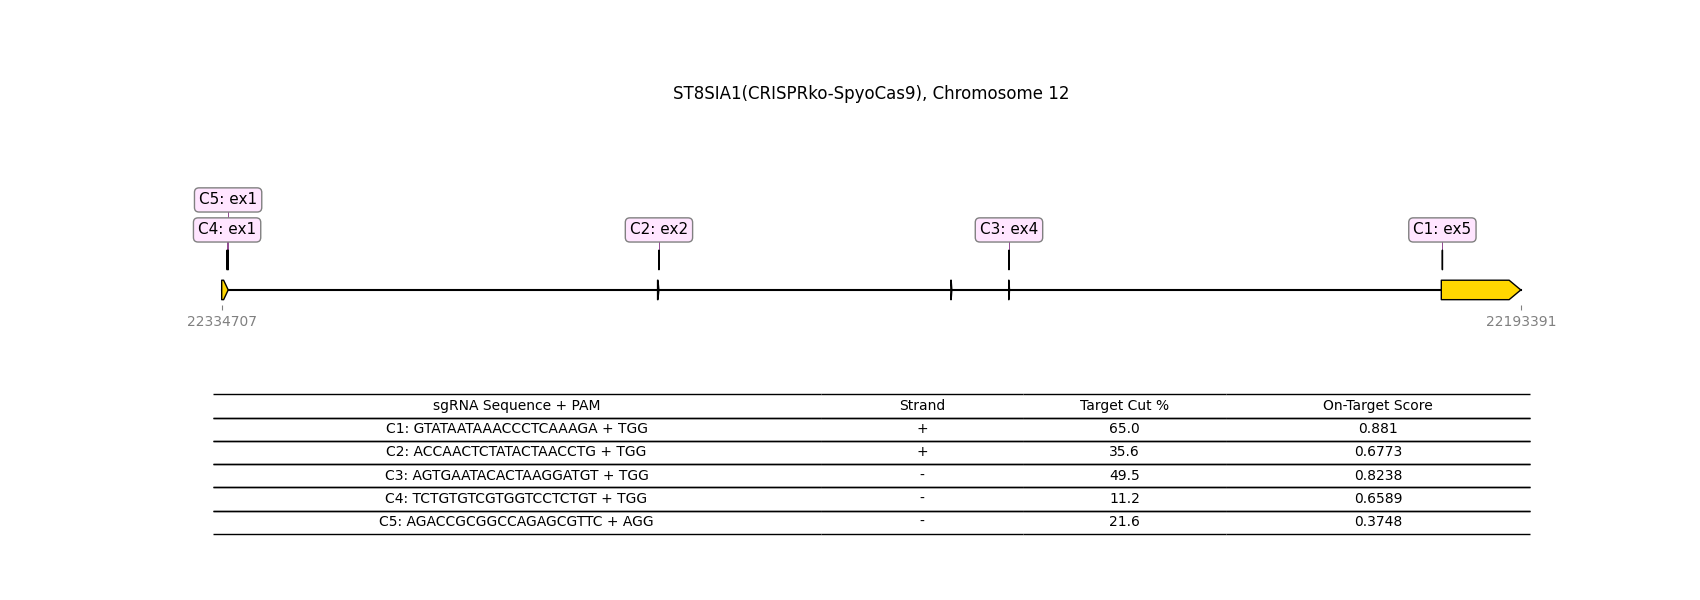 ST8SIA1(CRISPRko-SpyoCas9), Chromosome 12
C5: ex1
C4: ex1 C2: ex2 C3: ex4 C1: ex5
22334707 22193391
sgRNA Sequence + PAM Strand Target Cut % On-Target Score
C1: GTATAATAAACCCTCAAAGA + TGG + 65.0 0.881
C2: ACCAACTCTATACTAACCTG + TGG + 35.6 0.6773
C3: AGTGAATACACTAAGGATGT + TGG - 49.5 0.8238
C4: TCTGTGTCGTGGTCCTCTGT + TGG - 11.2 0.6589
C5: AGACCGCGGCCAGAGCGTTC + AGG - 21.6 0.3748